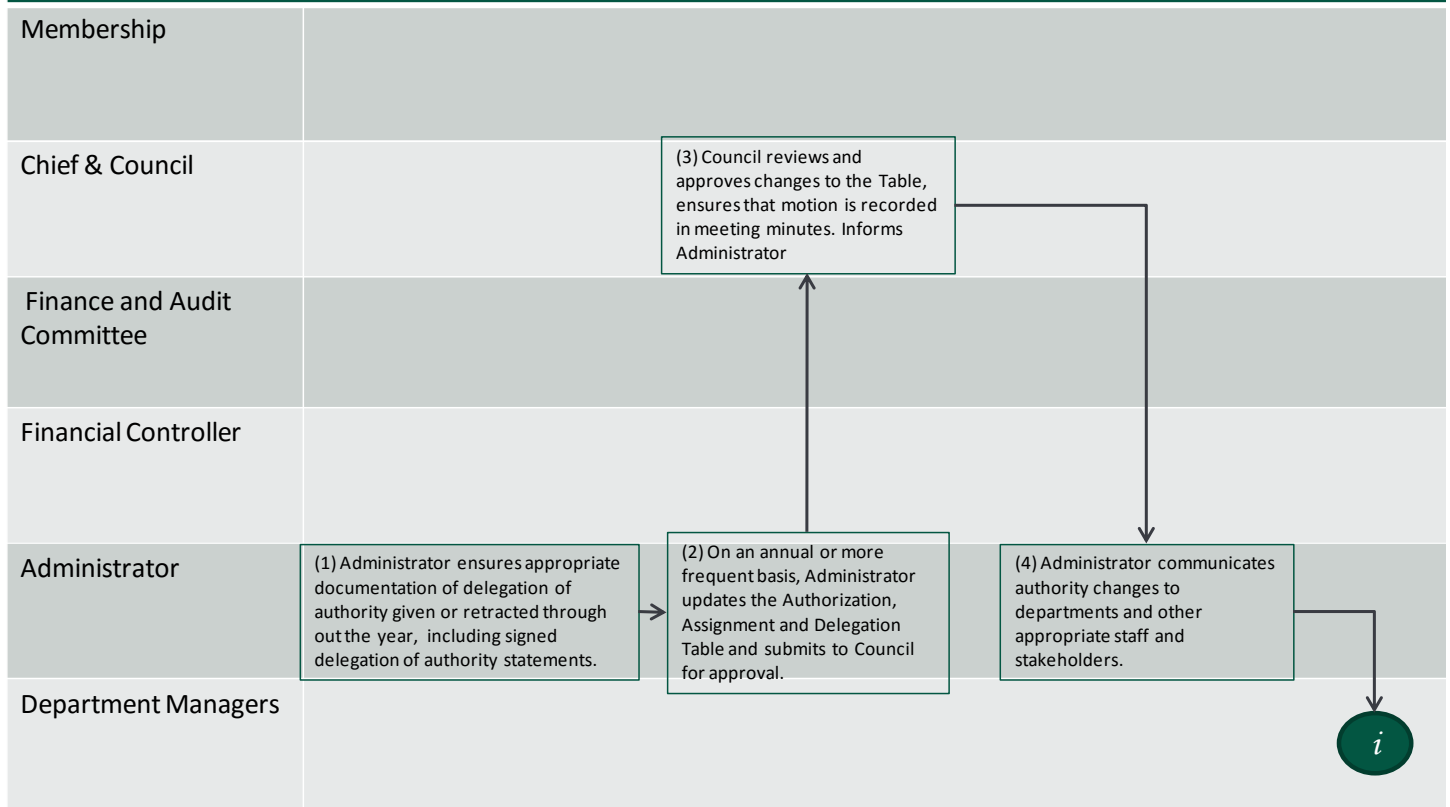 Membership
Chief & Council
(3) Council reviews and
approves changes to the Table,
ensures that motion is recorded
in meeting minutes. Informs
Administrator
Finance and Audit
Committee
Financial Controller
Administrator
(1) Administrator ensures appropriate
documentation of delegation of
authority given or retracted through
out the year, including signed
delegation of authority statements.
(2) On an annual or more
frequent basis, Administrator
updates the Authorization,
Assignment and Delegation
Table and submits to Council
for approval.
(4) Administrator communicates
authority changes to
departments and other
appropriate staff and
stakeholders.
Department Managers
i